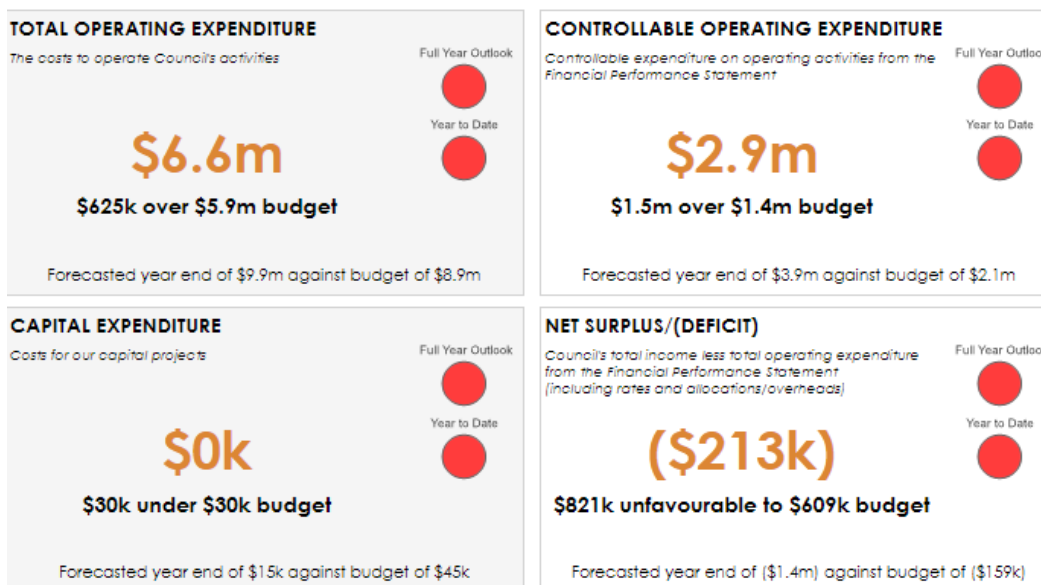 TOTAL OPERATING EXPENDITURE
The costs to operate Council's activities
Full Year Outlook
Year to Date
$6.6m
$625k over $5.9m budget
Forecasted year end of $9.9m against budget of $8.9m
CONTROLLABLE OPERATING EXPENDITURE
Controllable expenditure on operating activities from the
Financial Performance Statement
Full Year Outloo
Year to Date
$2.9m
$1.5m over $1.4m budget
Forecasted year end of $3.9m against budget of $2.1m
CAPITAL EXPENDITURE
Costs for our capital projects
Full Year Outlook
Year to Date
$0k
$30k under $30k budget
Forecasted year end of $15k against budget of $45k
NET SURPLUS/(DEFICIT)
Council's total income less total operating expenditure
from the Financial Performance Statement
(including rates and allocations/overheads)
Full Year Outloo
Year to Date
($213k)
$821k unfavourable to $609k budget
Forecasted year end of ($1.4m) against budget of ($159k)